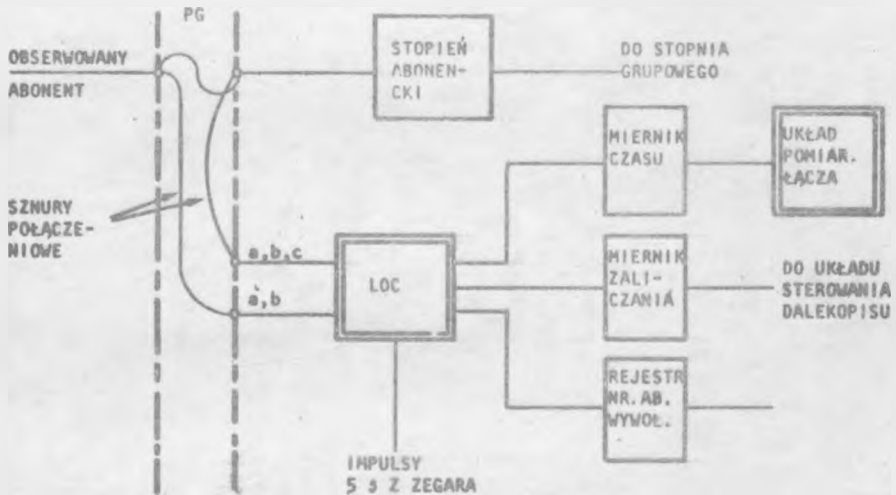 PG
OBSERWOWANY
ABONENT
STOPIEŃ
ABONEN-
CKI
DO STOPNIA
GRUPOWEGO
MIERNIK
CZASU
UKŁAD
POMIAR.
ŁĄCZA
SZNURY
POŁĄCZE-
NIOWE
a,b,c
a,b
LOC
MIERNIK
ZALI-
CZANIA
DO UKŁADU
STEROWANIA
DALEKOPISU
REJESTR
NR. AB.
WYWOŁ.
IMPULSY
5 s Z ZEGARA